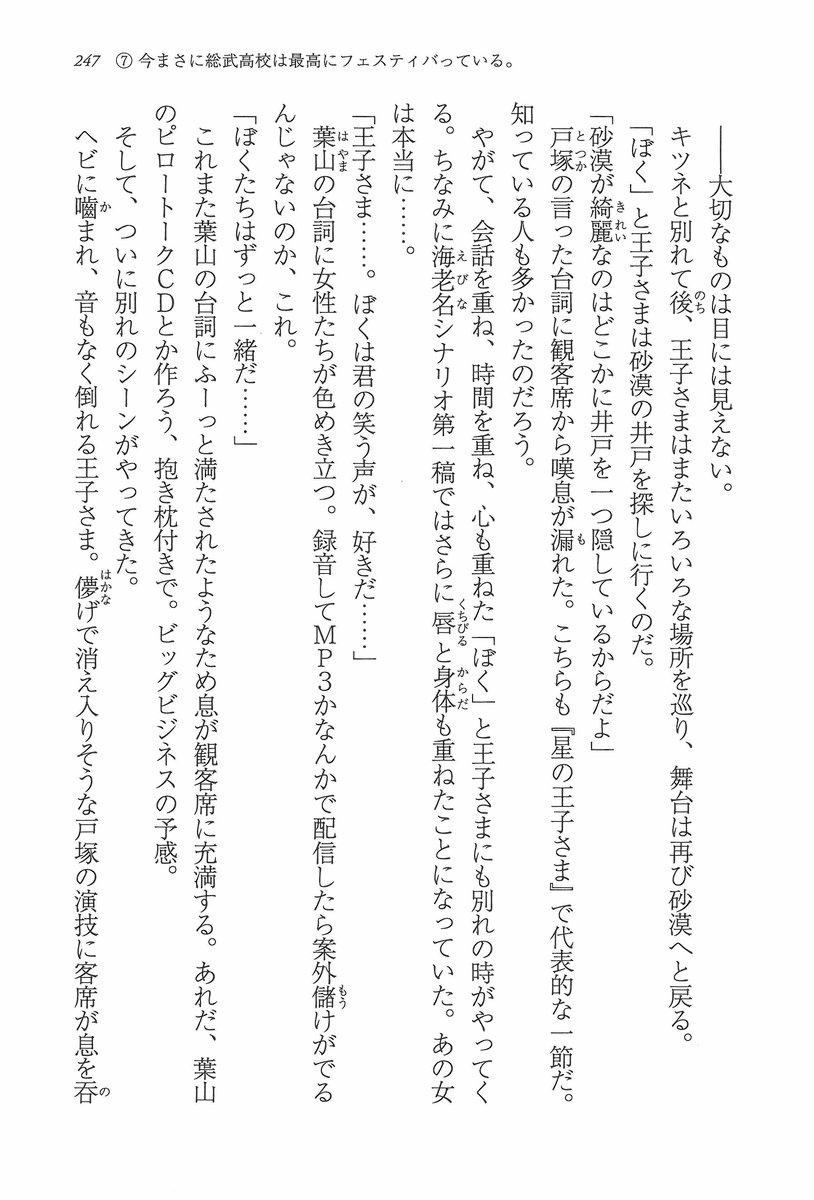 247　⑦ 今まさに総武高校は最高にフェスティバっている。
――大切なものは目には見えない。
キツネと別れて後、王子さまはまたいろいろな場所を巡り、舞台は再び砂漠へと戻る。
「ぼく」と王子さまは砂漠の井戸を探しに行くのだ。
「砂漠が綺麗なのはどこかに井戸を一つ隠しているからだよ」
戸塚の言った台詞に観客席から嘆息が漏れた。こちらも『星の王子さま』で代表的な一節だ。
知っている人も多かったのだろう。
やがて、会話を重ね、時間を重ね、心も重ねた「ぼく」と王子さまにも別れの時がやってく
る。ちなみに海老名シナリオ第一稿ではさらに唇と身体も重ねたことになっていた。あの女
は本当に……。
「王子さま……。ぼくは君の笑う声が、好きだ……」
葉山の台詞に女性たちが色めき立つ。録音してＭＰ３かなんかで配信したら案外儲けがでる
んじゃないのか、これ。
「ぼくたちはずっと一緒だ……」
これまた葉山の台詞にふーっと満たされたようなため息が観客席に充満する。あれだ、葉山
のピロートークＣＤとか作ろう、抱き枕付きで。ビッグビジネスの予感。
そして、ついに別れのシーンがやってきた。
ヘビに嚙まれ、音もなく倒れる王子さま。儚げで消え入りそうな戸塚の演技に客席が息を呑